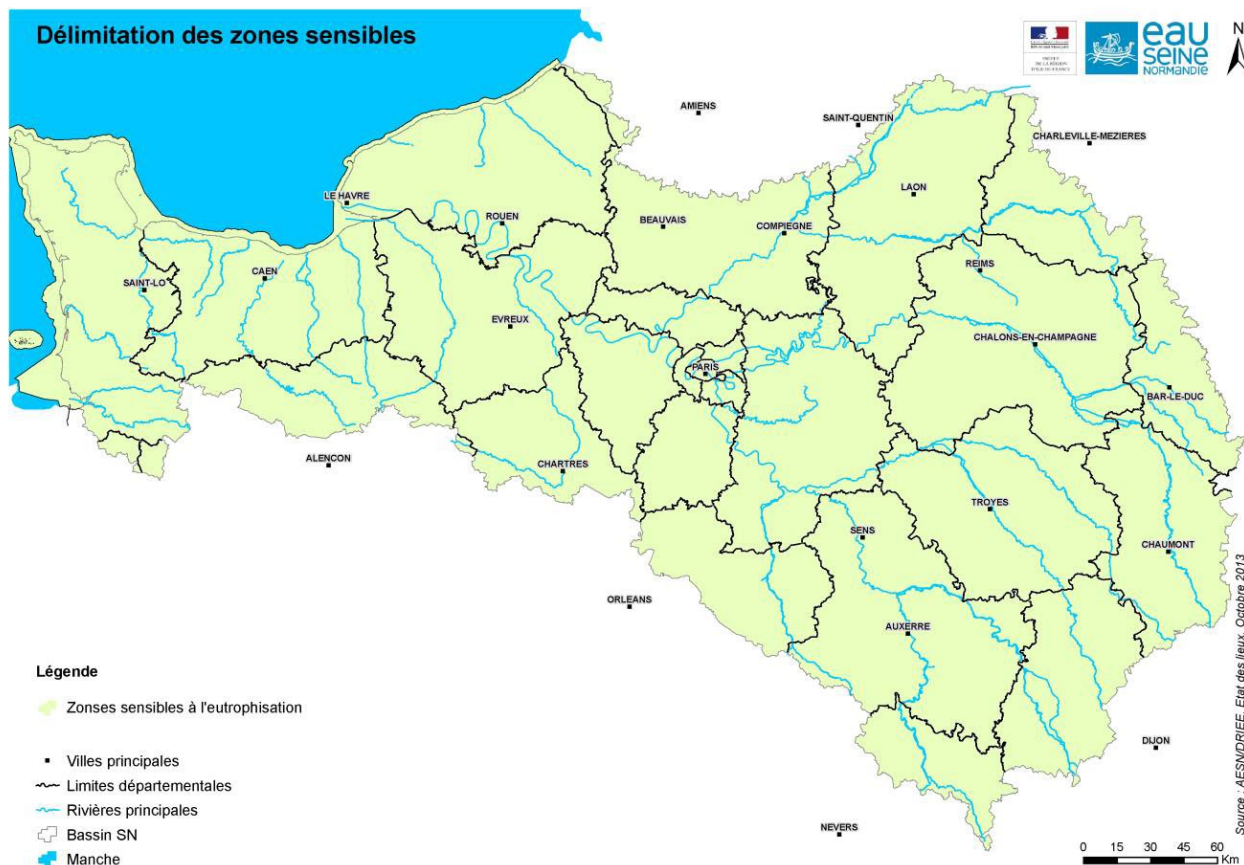 Délimitation des zones sensibles
eau
SEINE
NORMANDIE
N
AMIENS
SAINT-QUENTIN
CHARLEVILLE-MEZIERES
LAON
LE HAVRE
ROUEN
BEAUVAIS
COMPIEGNE
REIMS
CAEN
SAINT-LO
EVREUX
CHALONS-EN-CHAMPAGNE
PARIS
BAR-LE-DUC
ALENCON
CHARTRES
TROYES
SENS
CHAUMONT
ORLEANS
AUXERRE
DIJON
NEVERS
Légende
Zonses sensibles à l'eutrophisation
Villes principales
Limites départementales
Rivières principales
Bassin SN
Manche
Source : AESN/DRIEE, Etat des lieux, Octobre 2013
0 15 30 45 60
Km